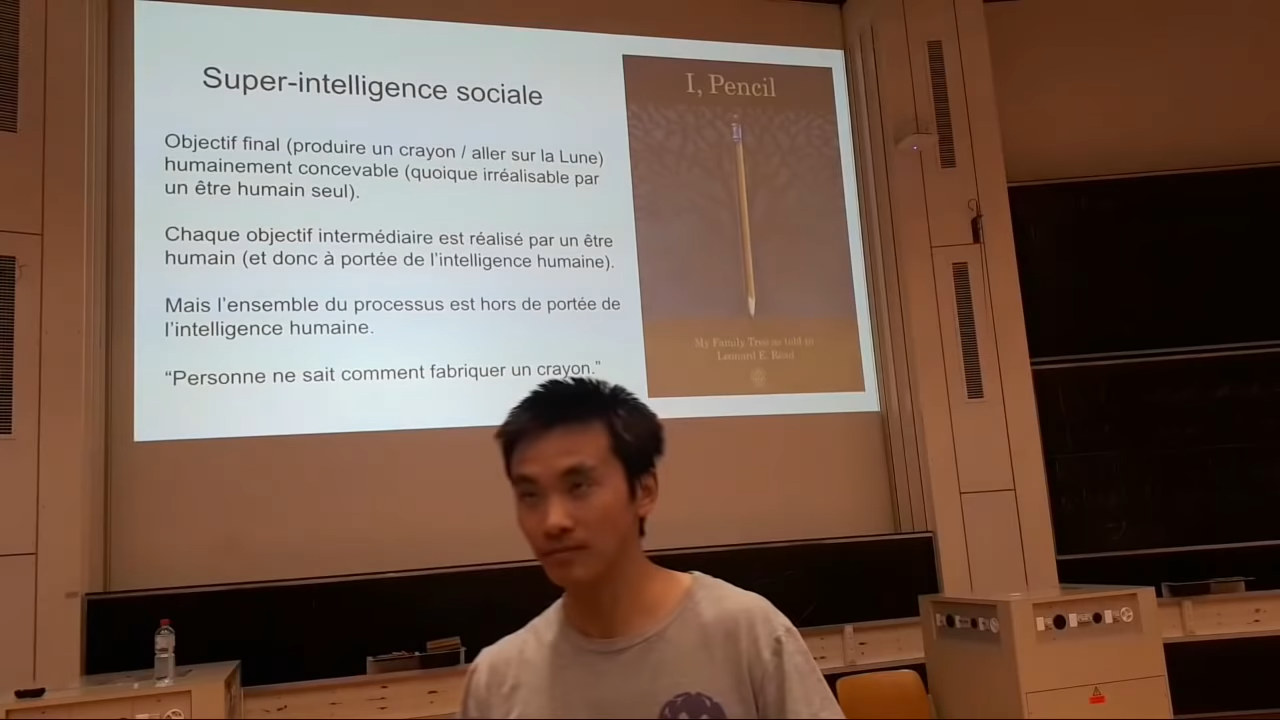 Super-intelligence sociale
Objectif final (produire un crayon / aller sur la Lune)
humainement concevable (quoique irréalisable par
un être humain seul).
Chaque objectif intermédiaire est réalisé par un être
humain (et donc à portée de l'intelligence humaine).
Mais l'ensemble du processus est hors de portée de
l'intelligence humaine.
“Personne ne sait comment fabriquer un crayon.”
I, Pencil
My Family Tree as told to
Leonard E. Read